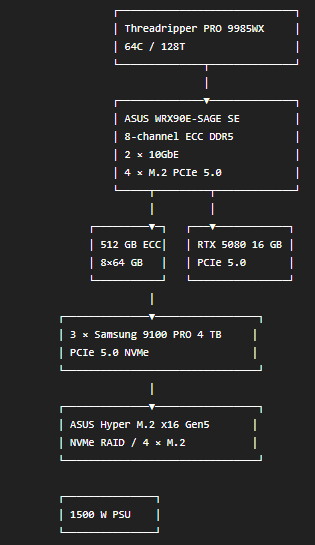 Threadripper PRO 9985WX
64C / 128T
ASUS WRX90E-SAGE SE
8-channel ECC DDR5
2 × 10GbE
4 × M.2 PCIe 5.0
512 GB ECC
8×64 GB
RTX 5080 16 GB
PCIe 5.0
3 × Samsung 9100 PRO 4 TB
PCIe 5.0 NVMe
ASUS Hyper M.2 x16 Gen5
NVMe RAID / 4 × M.2
1500 W PSU